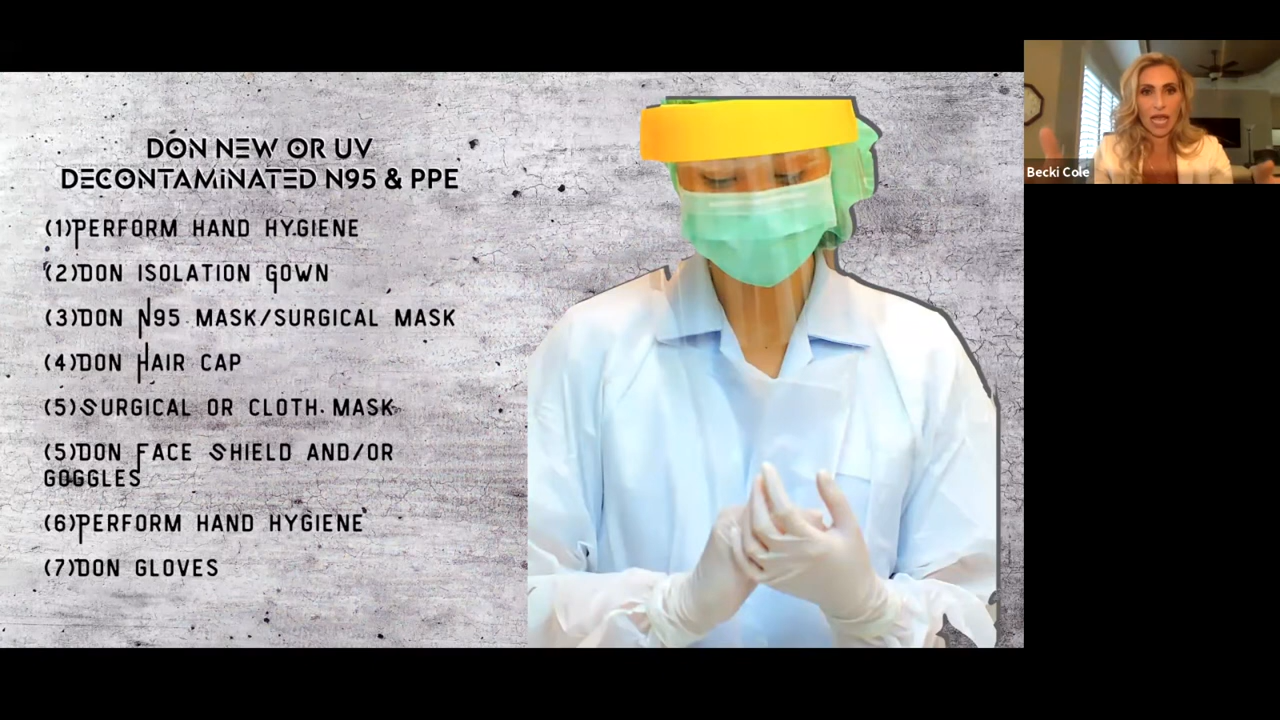 DON NEW OR UV
DECONTAMINATED N95 & PPE
(1)PERFORM HAND HYGIENE
(2)DON ISOLATION GOWN
(3)DON N95 MASK/SURGICAL MASK
(4)DON HAIR CAP
(5)SURGICAL OR CLOTH MASK
(5)DON FACE SHIELD AND/OR
GOGGLES
(6)PERFORM HAND HYGIENE
(7)DON GLOVES
Becki Cole